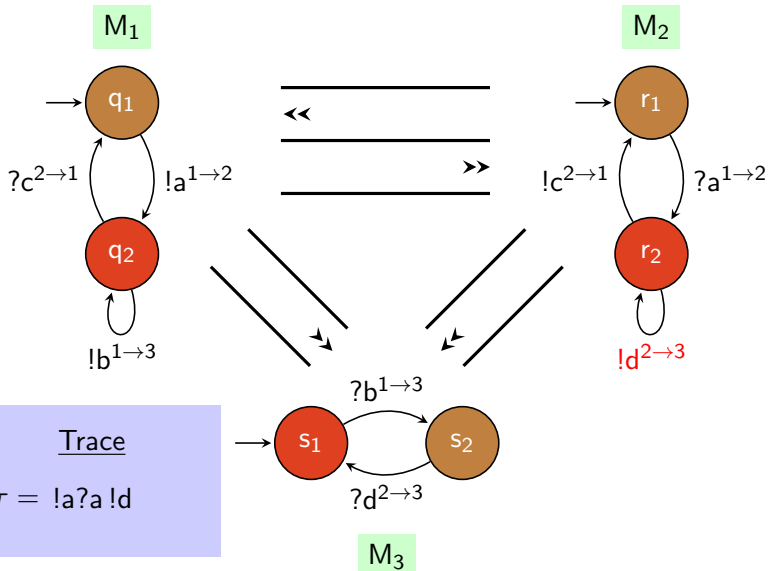 M₁
M₂
q₁
r₁
?c²→¹
!a¹→²
!c²→¹
?a¹→²
q₂
r₂
!b¹→³
!d²→³
?b¹→³
s₁
s₂
?d²→³
Trace
= !a?a !d
M₃